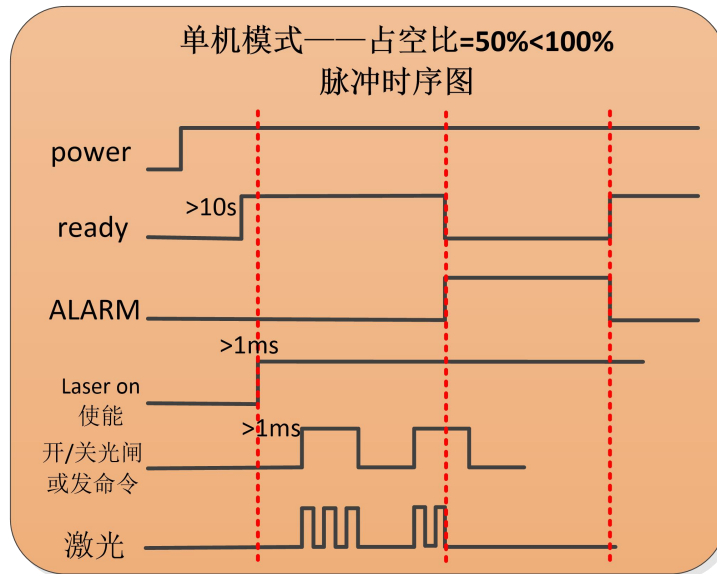 单机模式——占空比=50%<100%
脉冲时序图
power
>10s
ready
ALARM
>1ms
Laser on
使能
>1ms
开/关光闸
或发命令
激光